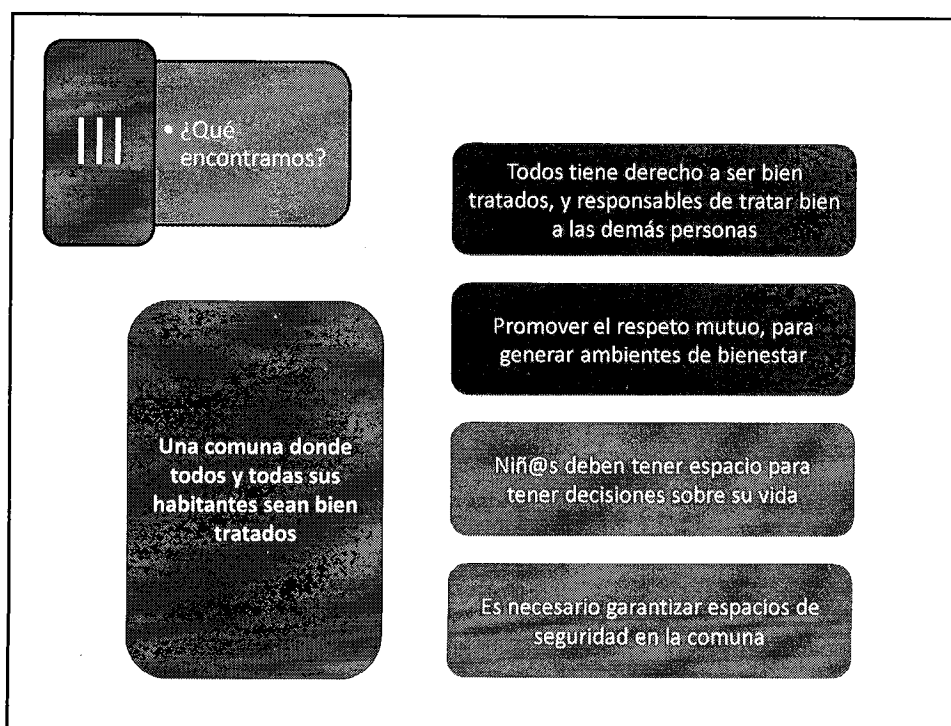 III
• ¿Qué
encontramos?
Todos tiene derecho a ser bien
tratados, y responsables de tratar bien
a las demás personas
Promover el respeto mutuo, para
generar ambientes de bienestar
Una comuna donde
todos y todas sus
habitantes sean bien
tratados
Niñ@s deben tener espacio para
tener decisiones sobre su vida
Es necesario garantizar espacios de
seguridad en la comuna